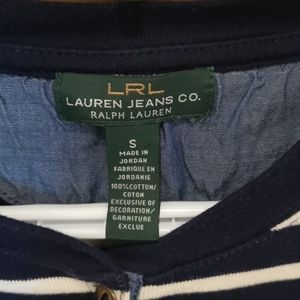 LRL
LAUREN JEANS CO.
RALPH LAUREN
S
MADE IN
JORDAN
FABRIQUE EN
JORDANIE
100%COTTON/
COTON
EXCLUSIVE OF
DECORATION/
GARNITURE
EXCLUE